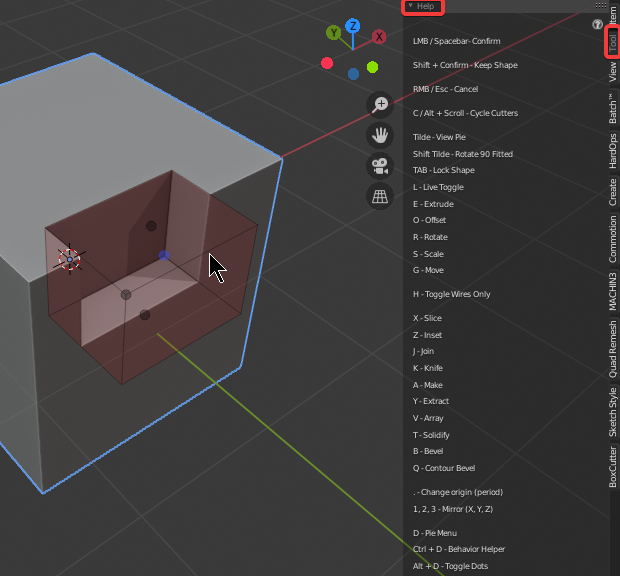 Help
Item
Y
Z
X
LMB / Spacebar- Confirm
Tool
Shift + Confirm - Keep Shape
View
RMB / Esc - Cancel
Batch™
C / Alt + Scroll - Cycle Cutters
Tilde - View Pie
HardOps
Shift Tilde - Rotate 90 Fitted
TAB - Lock Shape
L - Live Toggle
Create
E - Extrude
O - Offset
Commotion
R - Rotate
S - Scale
G - Move
MACHIN3
H - Toggle Wires Only
X - Slice
Z - Inset
Quad Remesh
J - Join
K - Knife
A - Make
Y - Extract
Sketch Style
V - Array
T - Solidify
B - Bevel
BoxCutter
Q - Contour Bevel
. - Change origin (period)
1, 2, 3 - Mirror (X, Y, Z)
D - Pie Menu
Ctrl + D - Behavior Helper
Alt + D - Toggle Dots